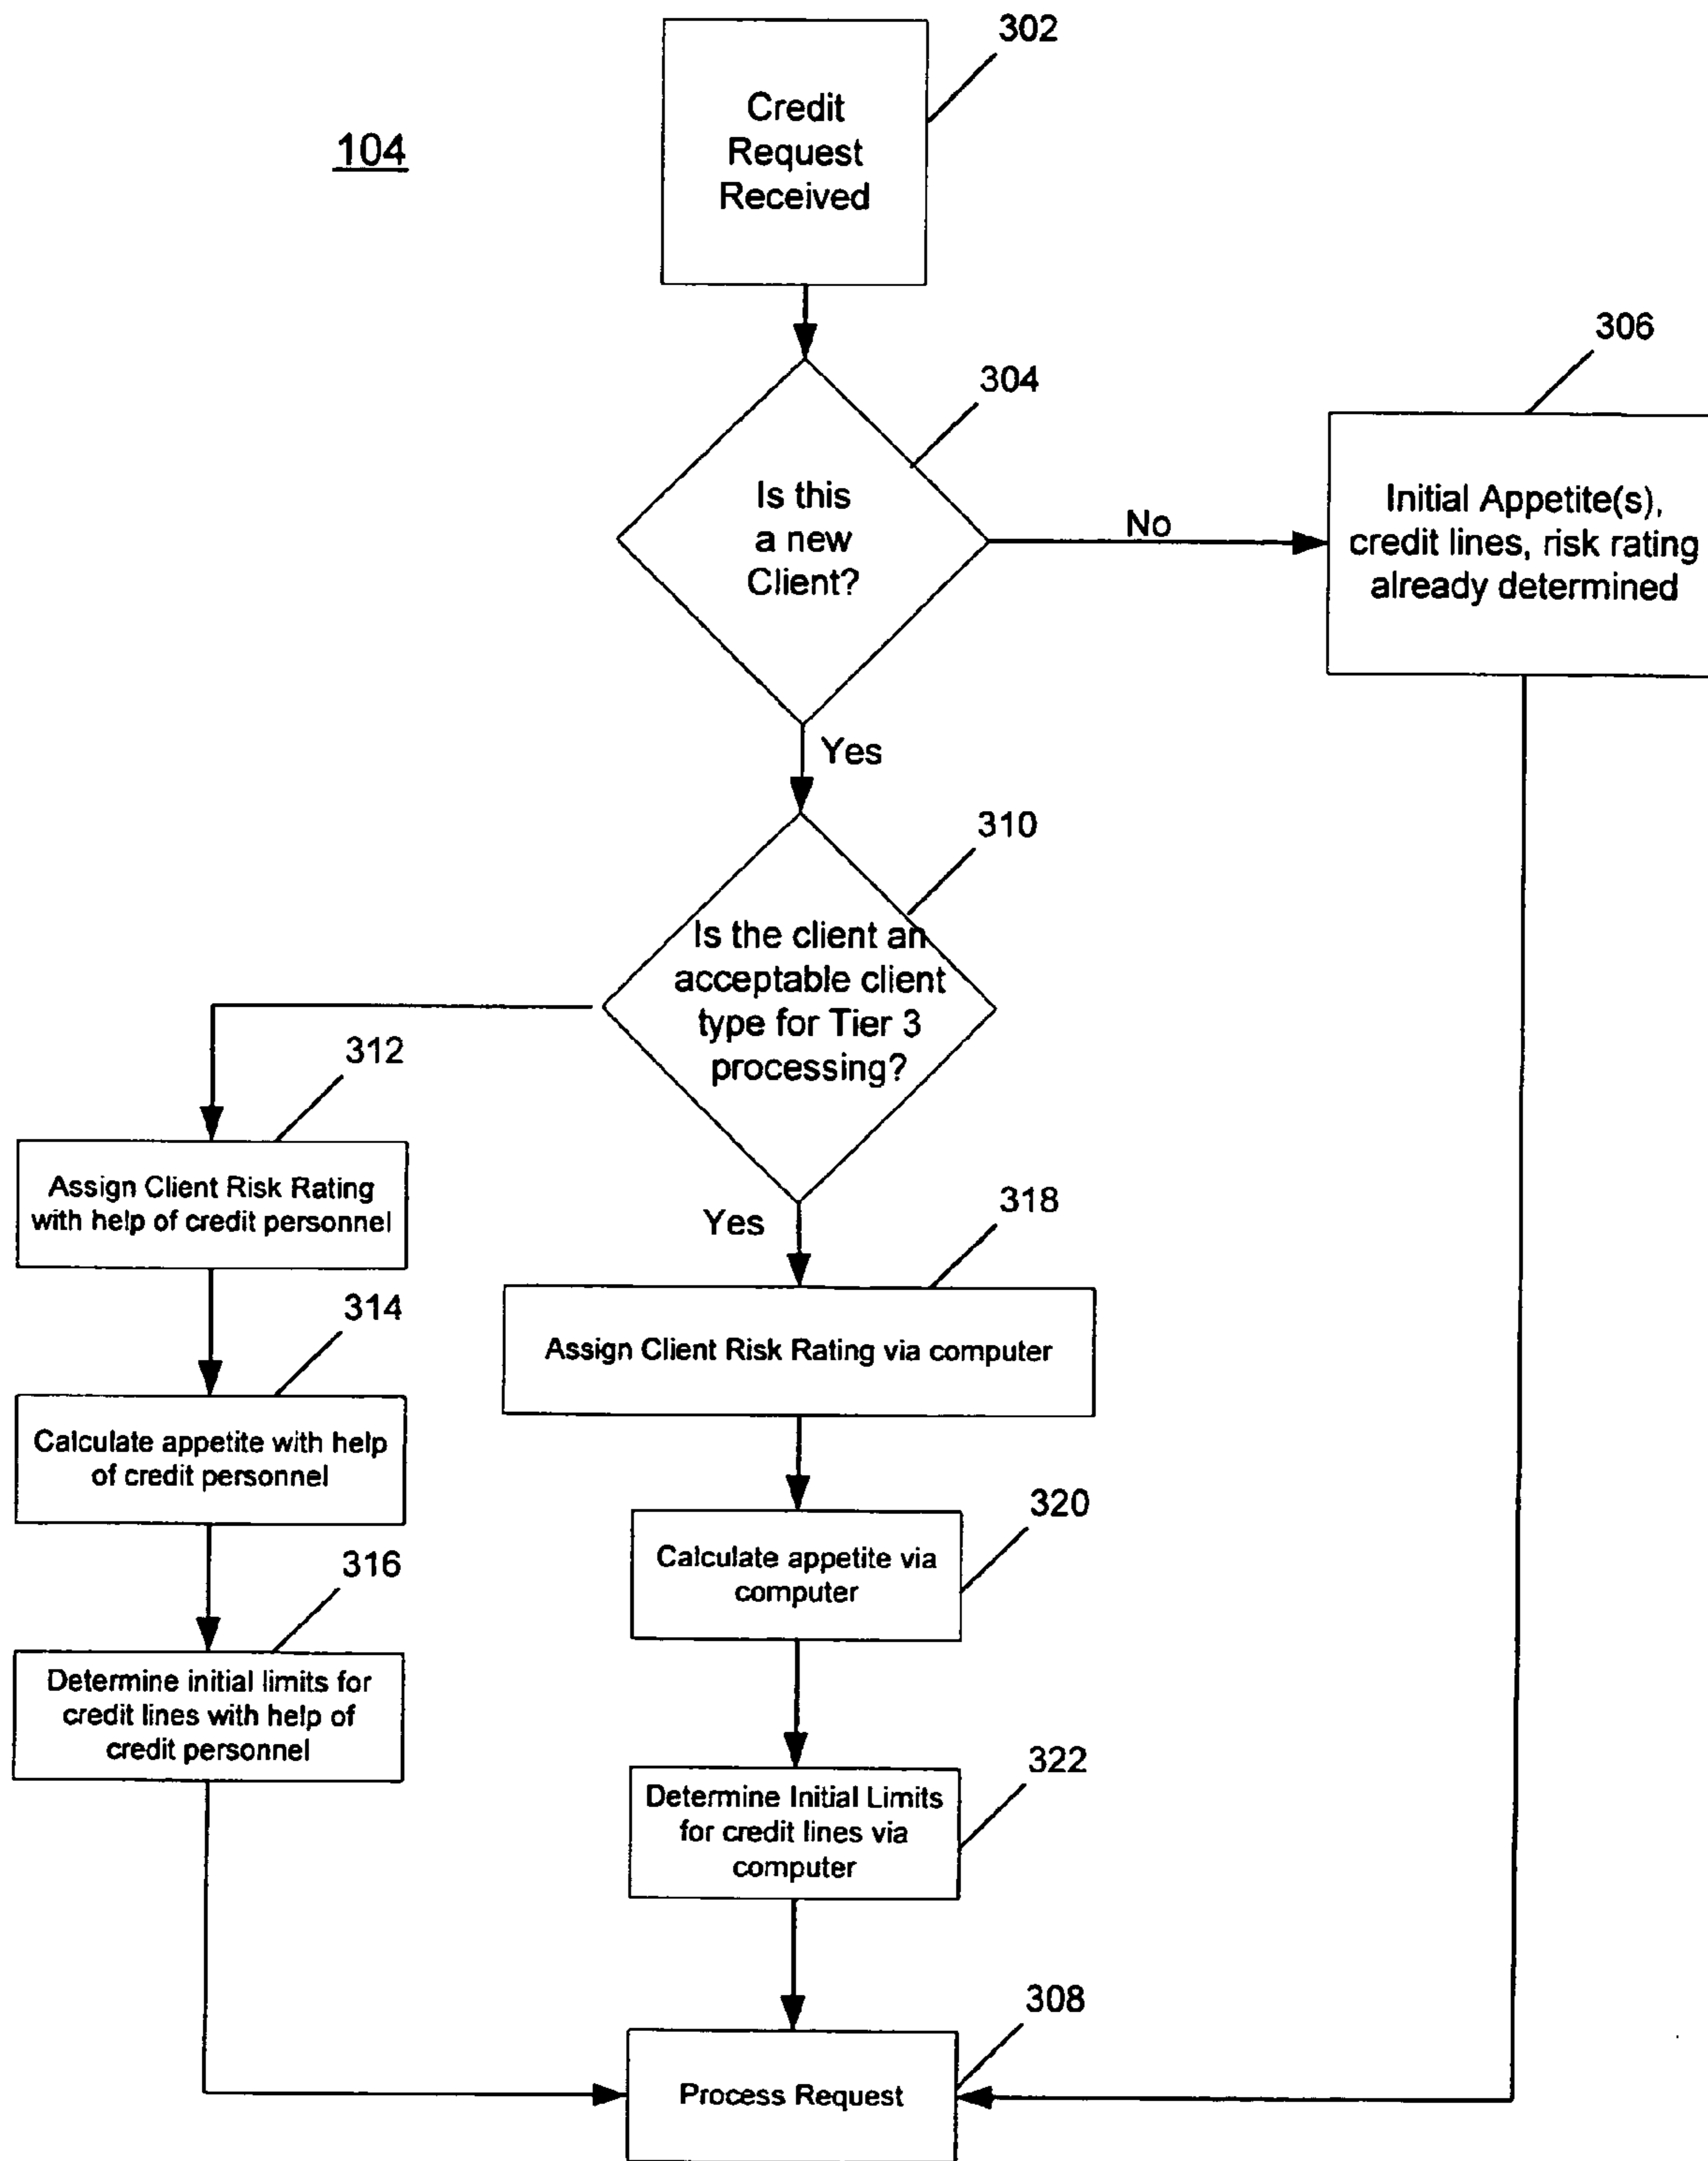 302
Credit
Request
Received
104
304
Is this
a new
Client?
No
306
Initial Appetite(s),
credit lines, risk rating
already determined
Yes
310
Is the client an
acceptable client
type for Tier 3
processing?
312
Assign Client Risk Rating
with help of credit personnel
314
Calculate appetite with help
of credit personnel
316
Determine initial limits for
credit lines with help of
credit personnel
Yes
318
Assign Client Risk Rating via computer
320
Calculate appetite via
computer
322
Determine Initial Limits
for credit lines via
computer
308
Process Request